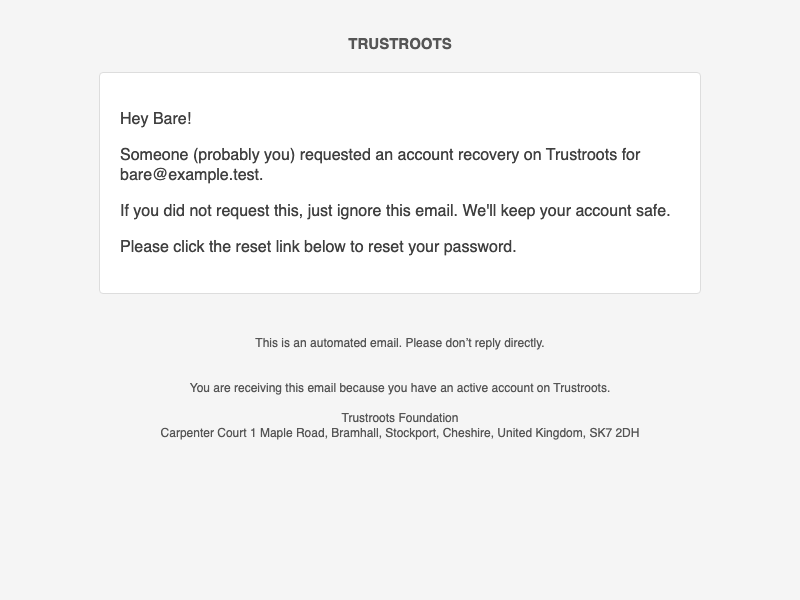 TRUSTROOTS
Hey Bare!
Someone (probably you) requested an account recovery on Trustroots for
bare@example.test.
If you did not request this, just ignore this email. We'll keep your account safe.
Please click the reset link below to reset your password.
This is an automated email. Please don’t reply directly.
You are receiving this email because you have an active account on Trustroots.
Trustroots Foundation
Carpenter Court 1 Maple Road, Bramhall, Stockport, Cheshire, United Kingdom, SK7 2DH